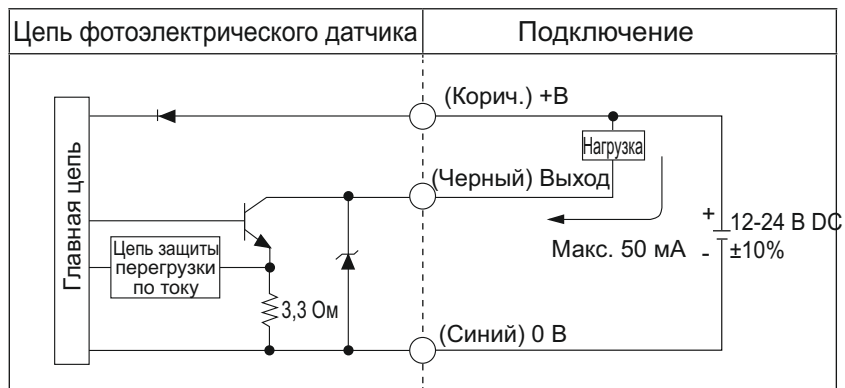 Цепь фотоэлектрического датчика
Подключение
(Корич.) +В
Нагрузка
Главная цепь
(Черный) Выход
+
12-24 В DC
Цепь защиты
перегрузки
по току
Макс. 50 мА
-
±10%
3,3 Ом
(Синий) 0 В